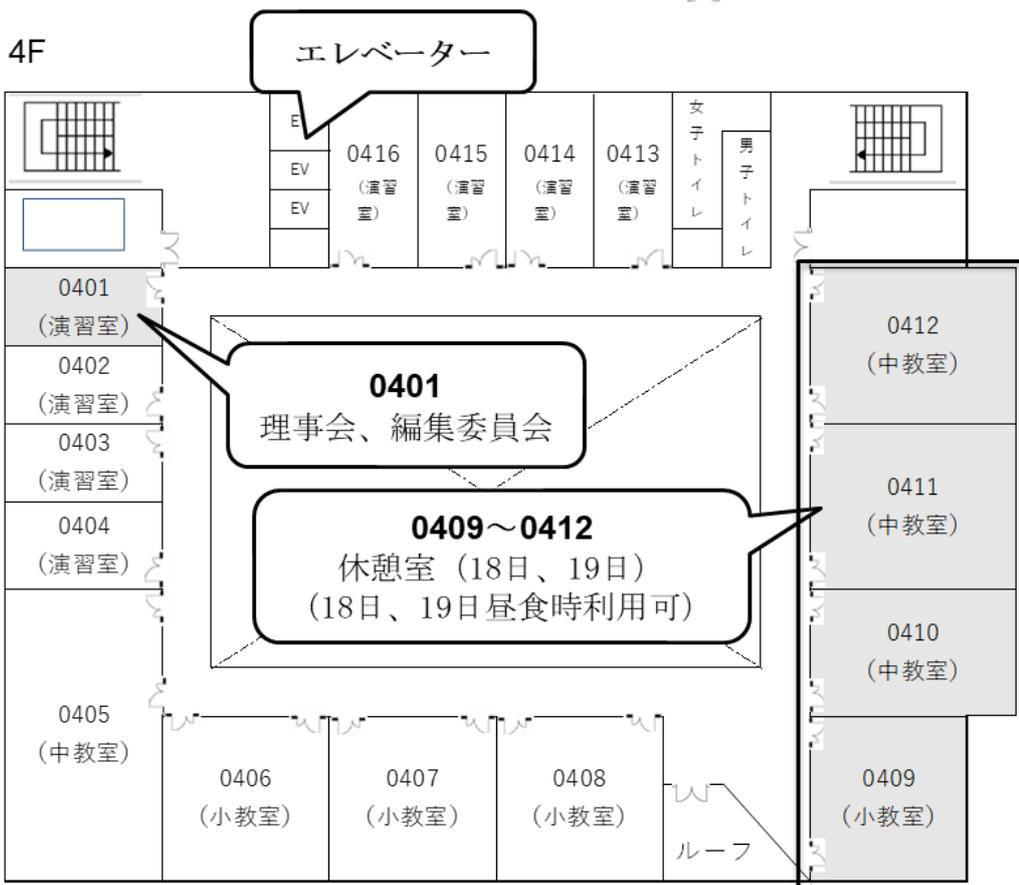 4F
エレベーター
EV
EV
0416
(演習
室)
0415
(演習
室)
0414
(演習
室)
0413
(演習
室)
女子トイレ
男子トイレ
0401
(演習室)
0402
(演習室)
0403
(演習室)
0404
(演習室)
0405
(中教室)
0401
理事会、編集委員会
0409～0412
休憩室（18日、19日）
(18日、19日昼食時利用可)
0412
(中教室)
0411
(中教室)
0410
(中教室)
0409
(小教室)
0406
(小教室)
0407
(小教室)
0408
(小教室)
ルーフ